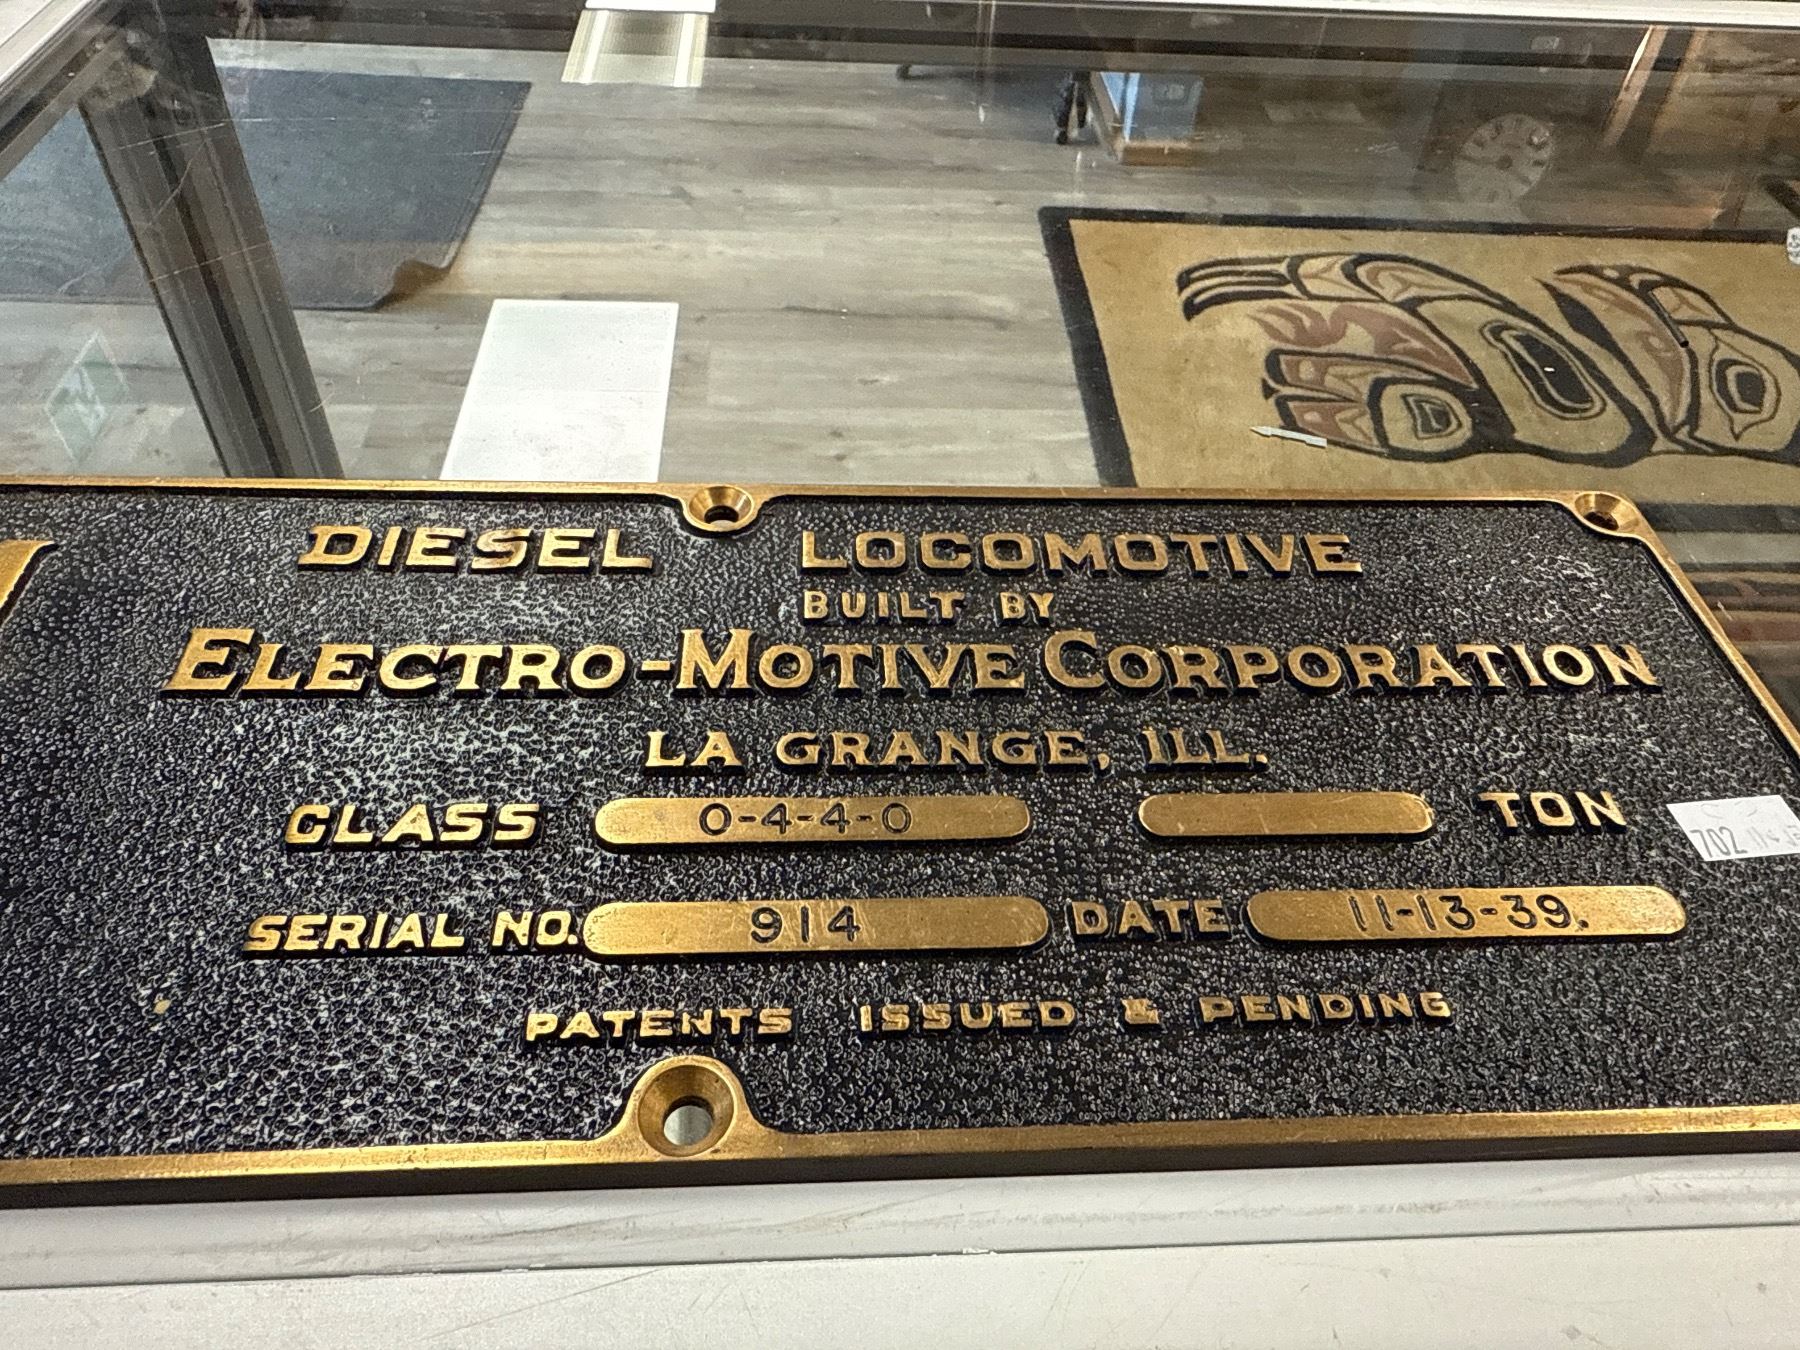 DIESEL LOCOMOTIVE
BUILT BY
ELECTRO-MOTIVE CORPORATION
LA GRANGE, ILL.
CLASS 0-4-4-0 TON
SERIAL NO. 914 DATE 11-13-39.
PATENTS ISSUED & PENDING
702